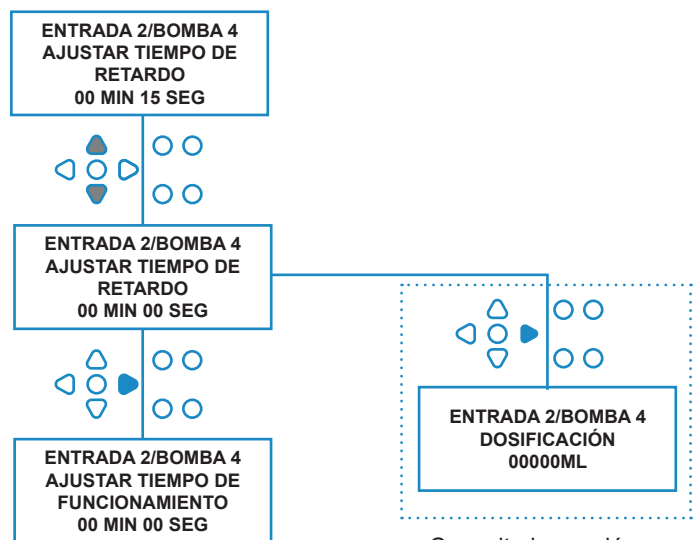 ENTRADA 2/BOMBA 4
AJUSTAR TIEMPO DE
RETARDO
00 MIN 15 SEG
ENTRADA 2/BOMBA 4
AJUSTAR TIEMPO DE
RETARDO
00 MIN 00 SEG
ENTRADA 2/BOMBA 4
DOSIFICACIÓN
00000ML
ENTRADA 2/BOMBA 4
AJUSTAR TIEMPO DE
FUNCIONAMIENTO
00 MIN 00 SEG